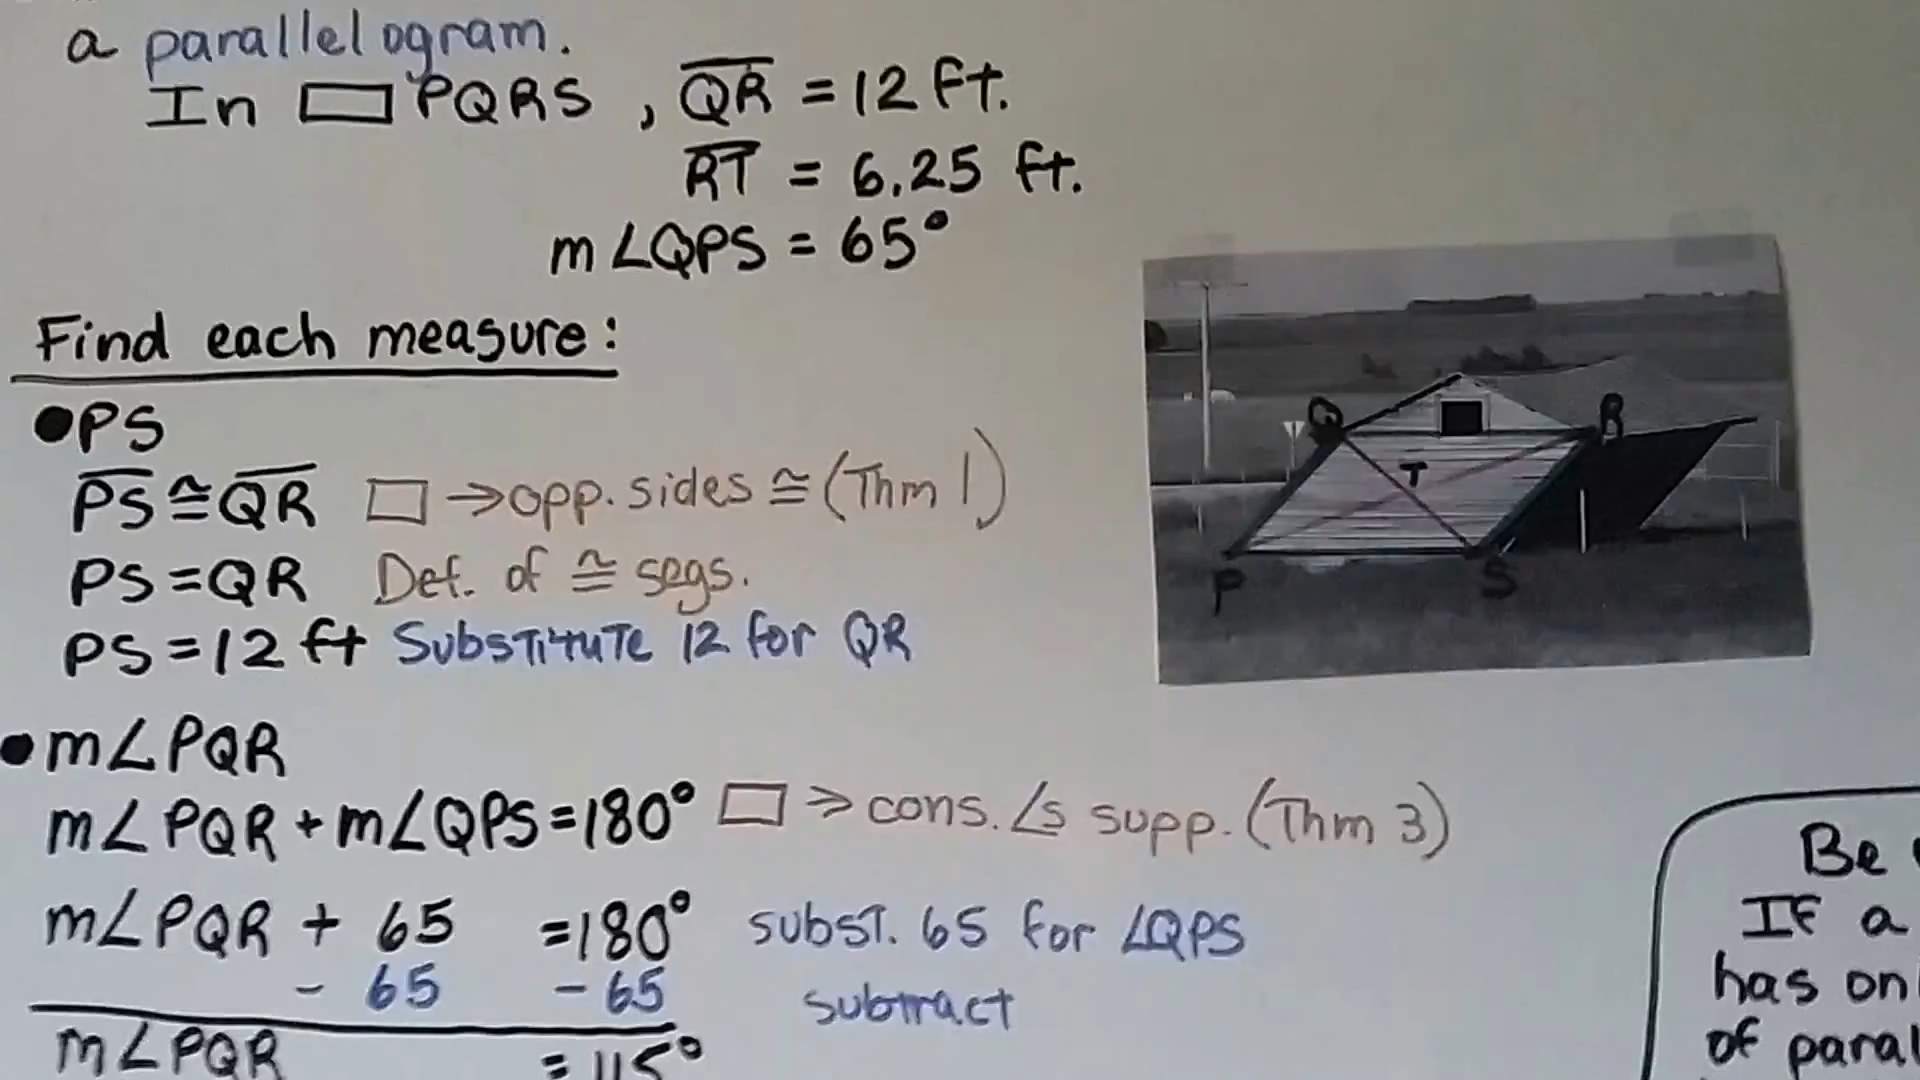 a parallelogram.
In ▭ PQRS, QR = 12 ft.
RT = 6.25 ft.
m∠QPS = 65°
Find each measure:
•PS
PS ≅ QR ▭ → opp. sides ≅ (Thm 1)
PS = QR Def. of ≅ segs.
PS = 12 ft Substitute 12 for QR
•m∠PQR
m∠PQR + m∠QPS = 180° ▭ → cons. ∠s supp. (Thm 3)
m∠PQR + 65 = 180° subst. 65 for ∠QPS
- 65 - 65 subtract
m∠PQR = 115°
Q R
T
P S
Be
IF a
has
of